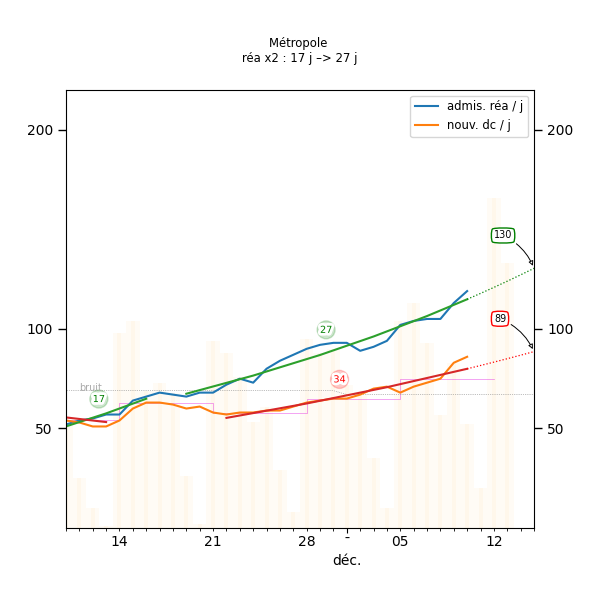 Métropole
réa x2 : 17 j –> 27 j
admis. réa / j
nouv. dc / j
200
200
130
100
27
100
89
34
bruit
17
50
50
14
21
28
-
05
12
déc.